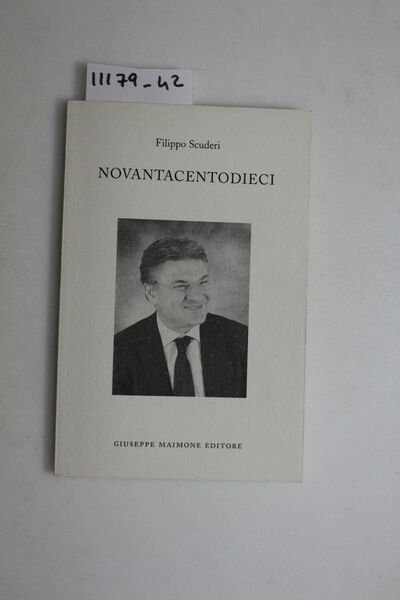 11179-42
Filippo Scuderi
NOVANTACENTODIECI
GIUSEPPE MAIMONE EDITORE